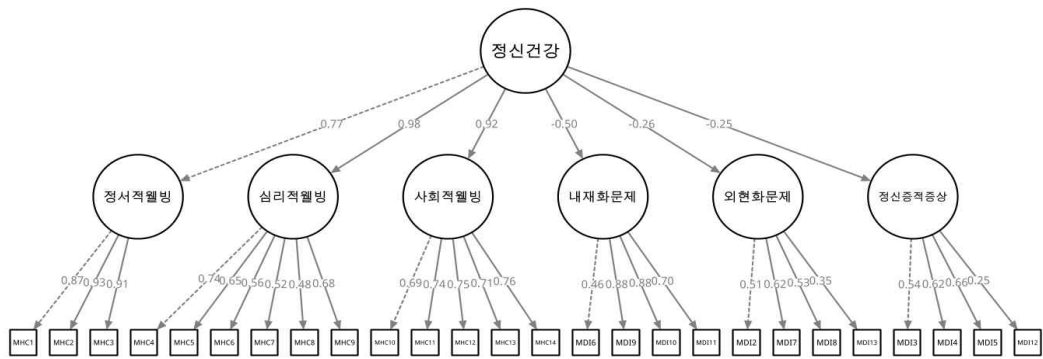 정신건강
0.77 0.98 0.92 -0.50 -0.26 -0.25
정서적웰빙 심리적웰빙 사회적웰빙 내재화문제 외현화문제 정신증적증상
0.87 0.93 0.91 0.74 0.65 0.56 0.52 0.48 0.68 0.69 0.74 0.75 0.71 0.76 0.46 0.88 0.88 0.70 0.51 0.62 0.53 0.35 0.54 0.62 0.66 0.25
MHC1 MHC2 MHC3 MHC4 MHC5 MHC6 MHC7 MHC8 MHC9 MHC10 MHC11 MHC12 MHC13 MHC14 MDI6 MDI9 MDI10 MDI11 MDI2 MDI7 MDI8 MDI13 MDI3 MDI4 MDI5 MDI12